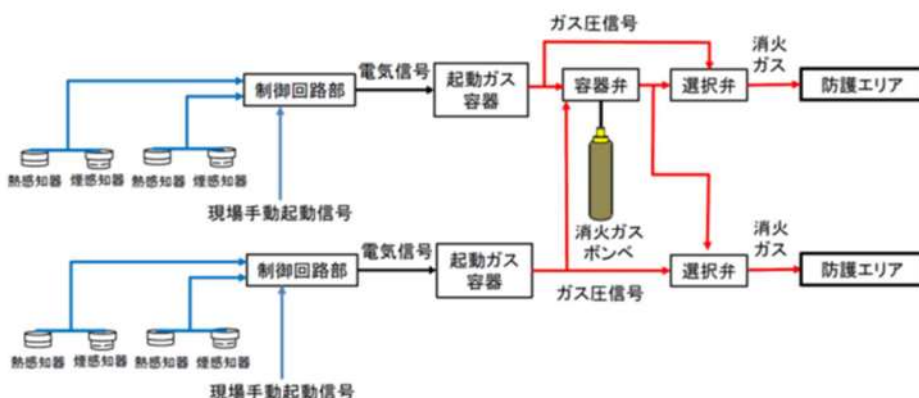 ガス圧信号
消火
ガス
電気信号
制御回路部
起動ガス
容器
容器弁
選択弁
防護エリア
熱感知器
煙感知器
熱感知器
煙感知器
現場手動起動信号
消火ガス
ボンベ
電気信号
制御回路部
起動ガス
容器
ガス圧信号
選択弁
消火
ガス
防護エリア
熱感知器
煙感知器
熱感知器
煙感知器
現場手動起動信号